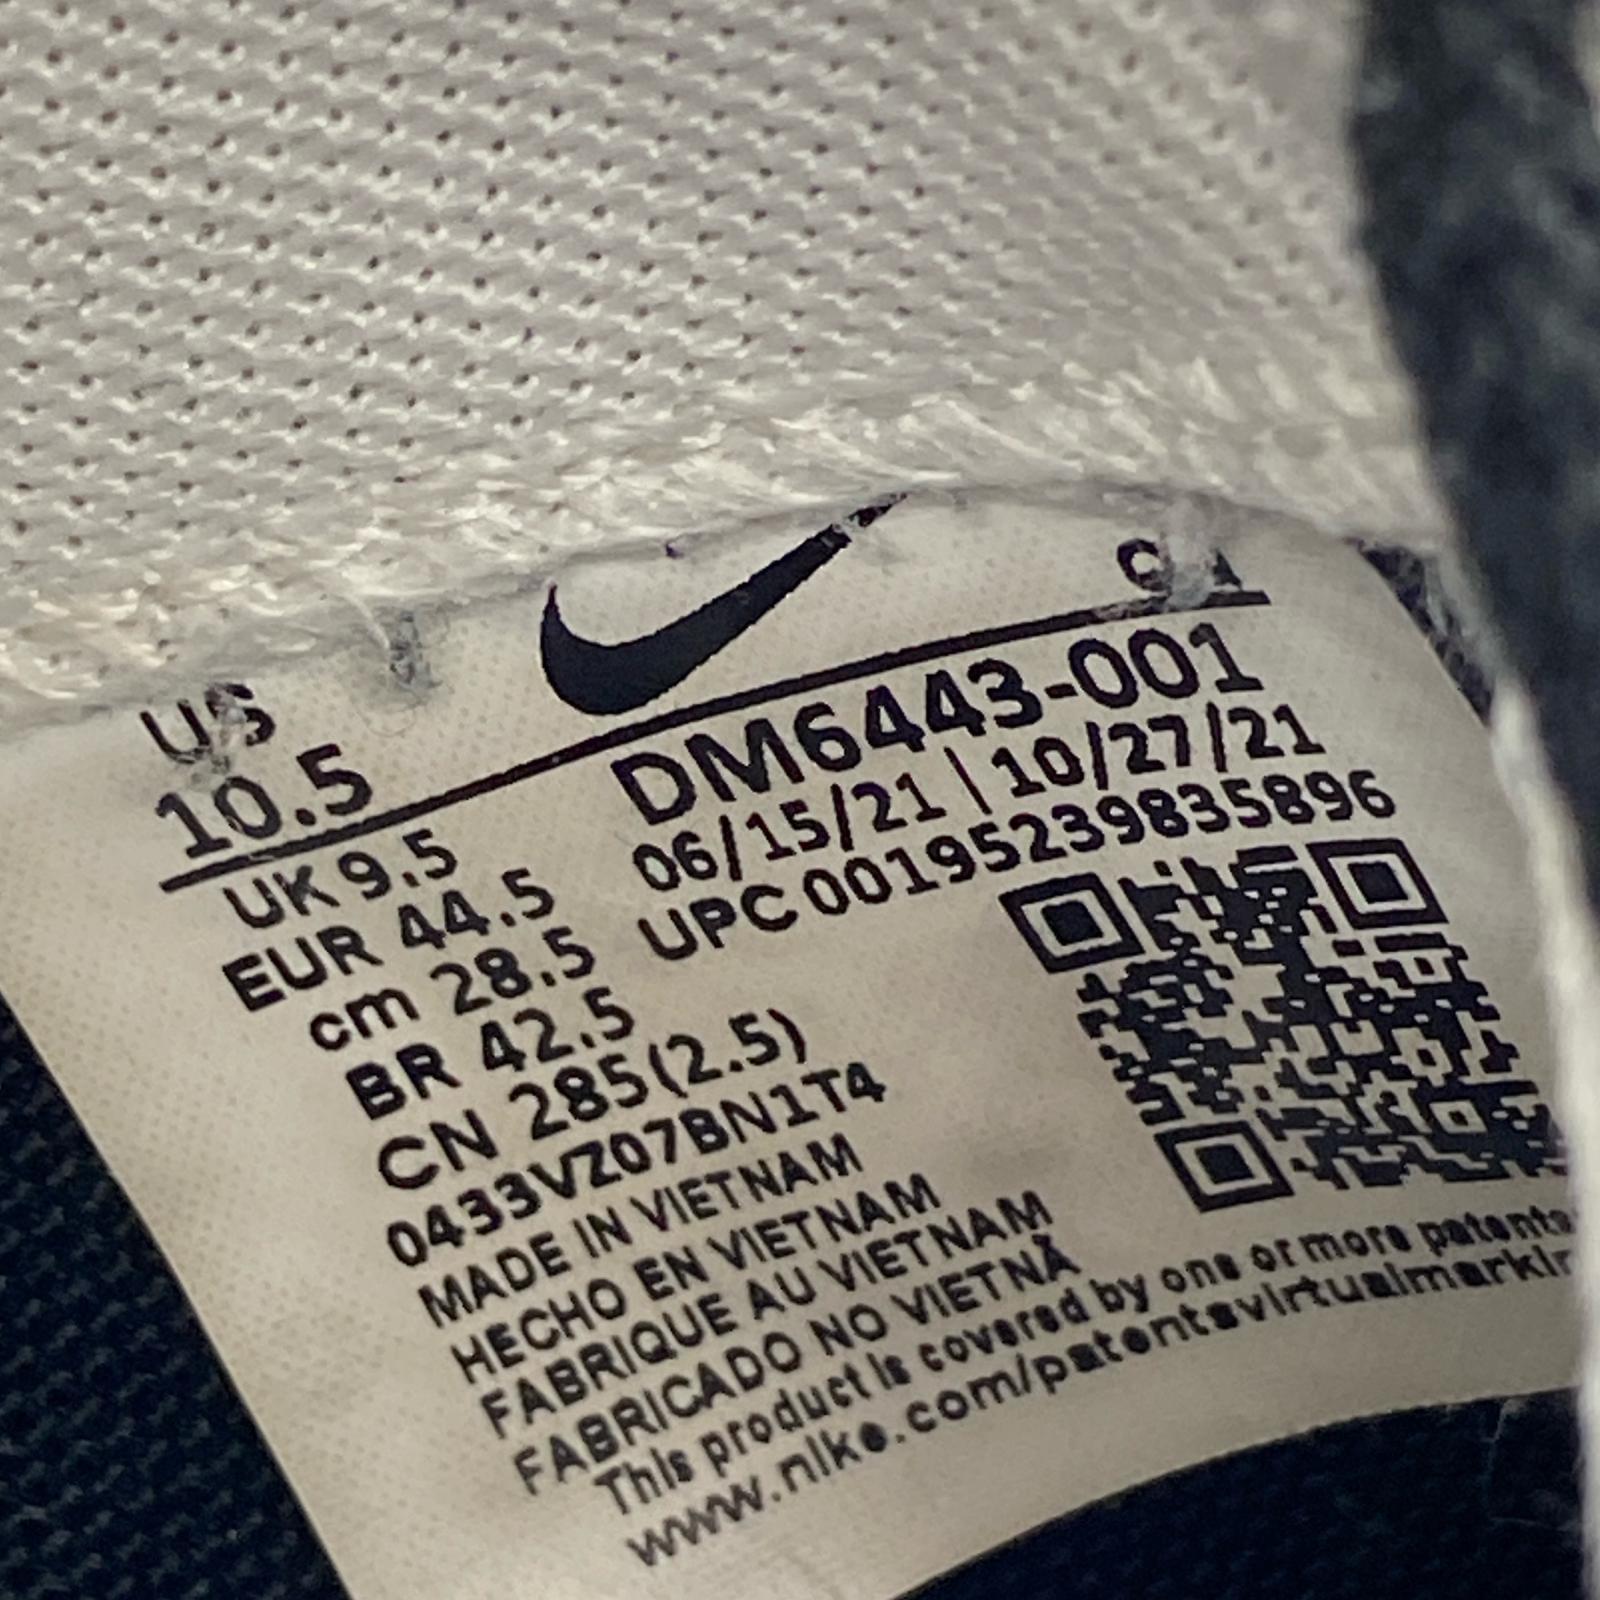 US
10.5
UK 9.5
EUR 44.5
cm 28.5
BR 42.5
CN 285(2.5)
0433VZ07BN1T4
MADE IN VIETNAM
HECHO EN VIETNAM
FABRIQUE AU VIETNAM
FABRICADO NO VIETNÃ
This product is covered by one or more patents
www.nike.com/patentsvirtualmarkin
DM6443-001
06/15/21 | 10/27/21
UPC 00195239835896